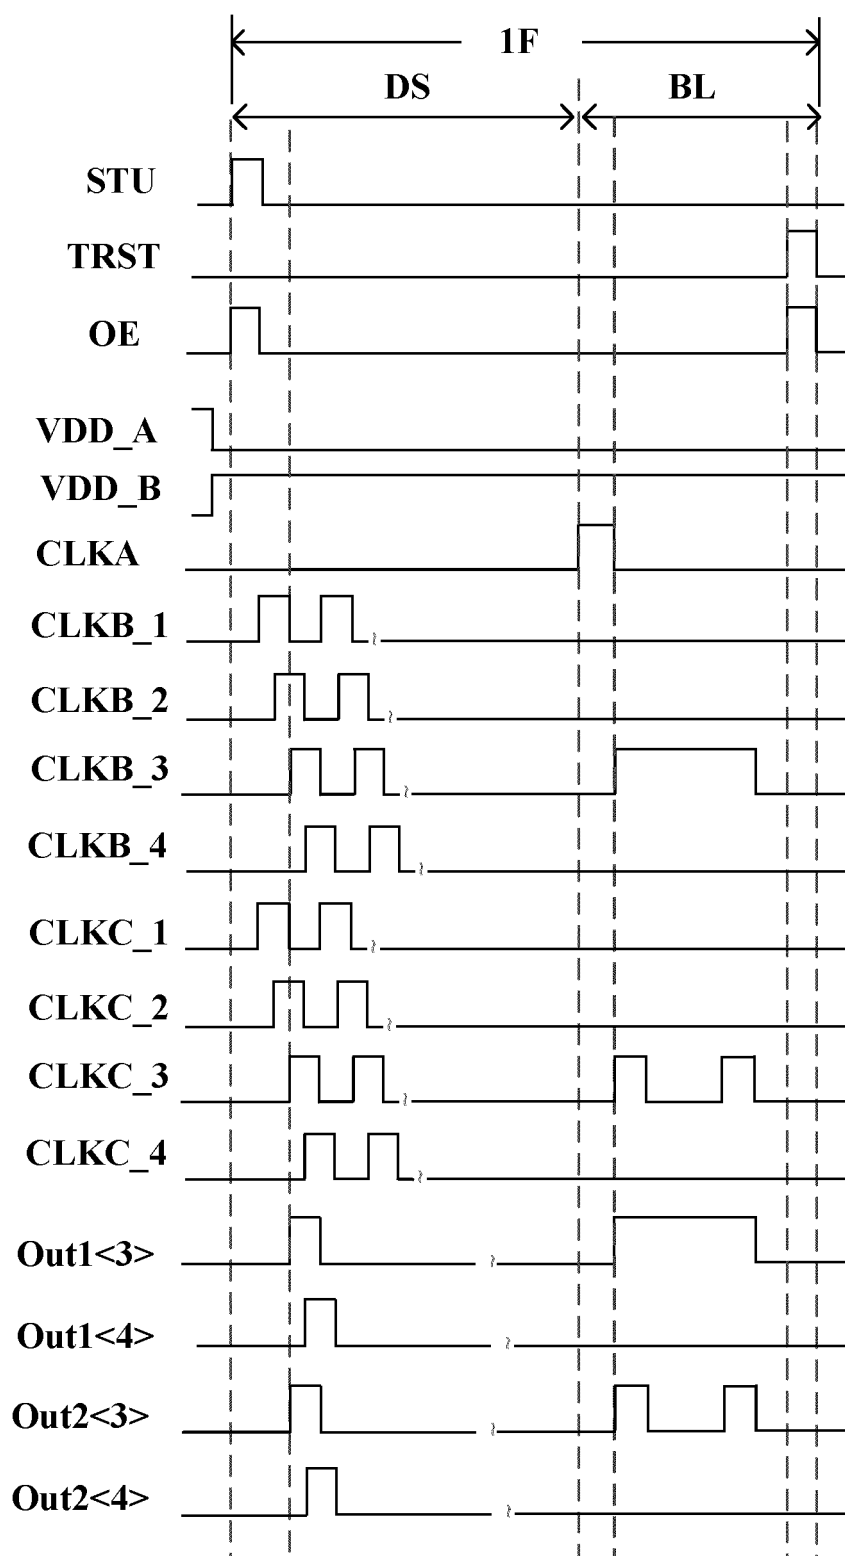 1F
DS
BL
STU
TRST
OE
VDD_A
VDD_B
CLKA
CLKB_1
CLKB_2
CLKB_3
CLKB_4
CLKC_1
CLKC_2
CLKC_3
CLKC_4
Out1<3>
Out1<4>
Out2<3>
Out2<4>